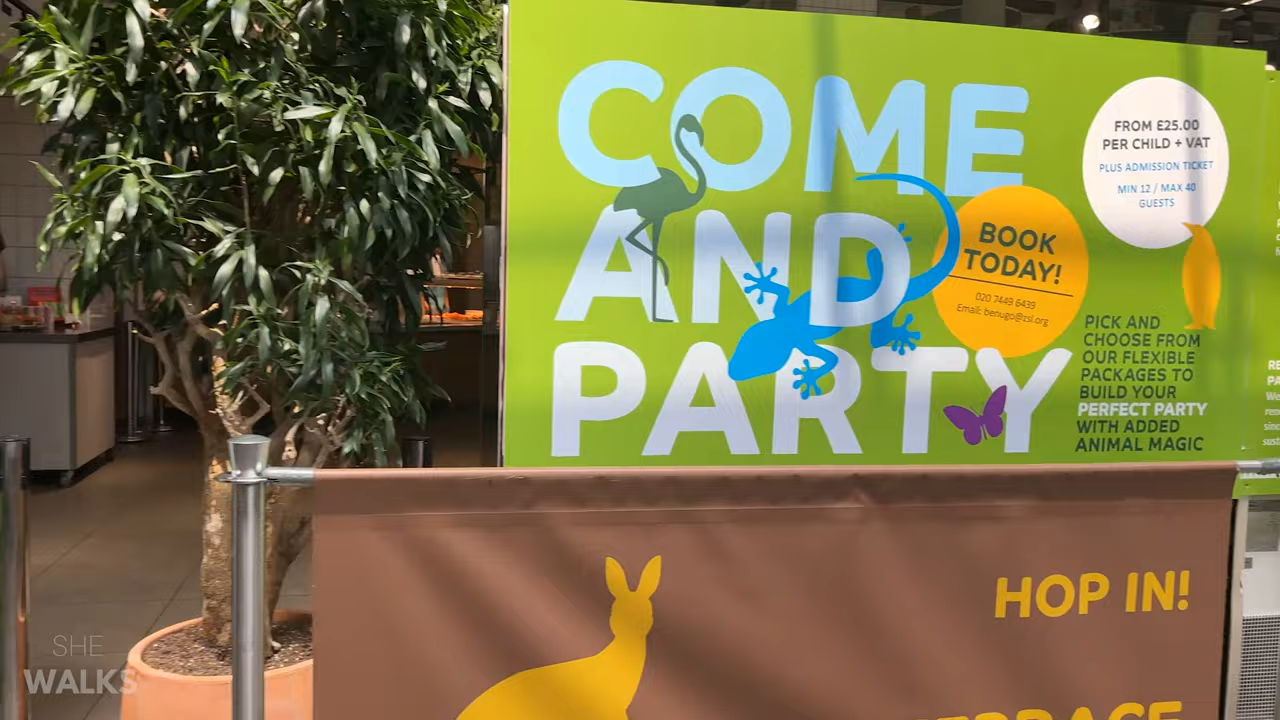 COME
AND
PARTY
FROM £25.00
PER CHILD + VAT
PLUS ADMISSION TICKET
MIN 12 / MAX 40
GUESTS
BOOK
TODAY!
020 7449 6439
Email: benugo@zsl.org
PICK AND
CHOOSE FROM
OUR FLEXIBLE
PACKAGES TO
BUILD YOUR
PERFECT PARTY
WITH ADDED
ANIMAL MAGIC
HOP IN!
TERRACE
SHE
WALKS